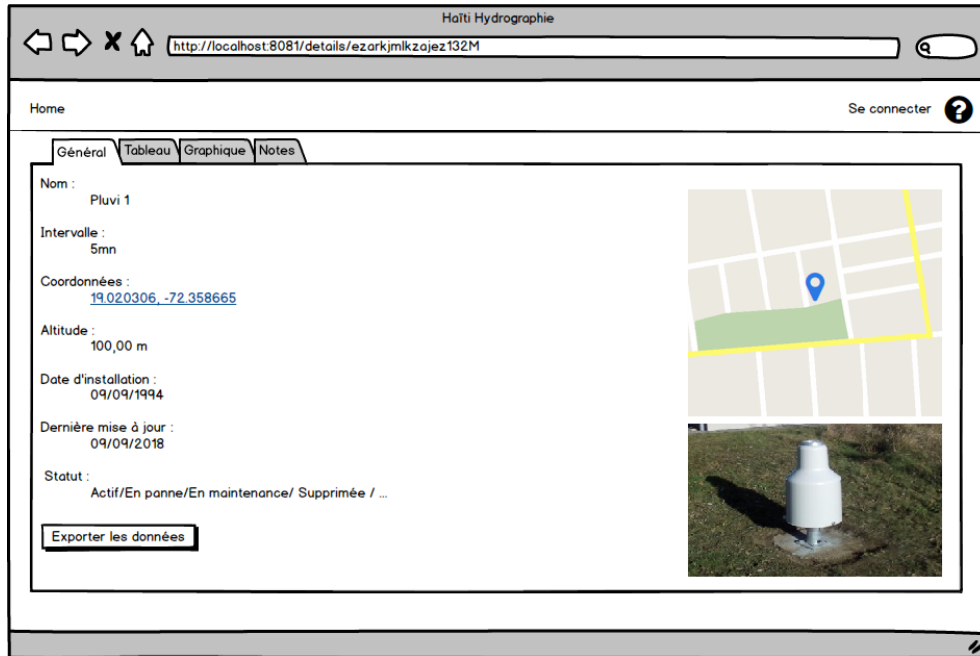 Haïti Hydrographie
http://localhost:8081/details/ezarkjmlkzajez132M
Home
Se connecter ?
Général Tableau Graphique Notes
Nom :
Pluvi 1
Intervalle :
5mn
Coordonnées :
19.020306, -72.358665
Altitude :
100,00 m
Date d'installation :
09/09/1994
Dernière mise à jour :
09/09/2018
Statut :
Actif/En panne/En maintenance/ Supprimée / ...
Exporter les données